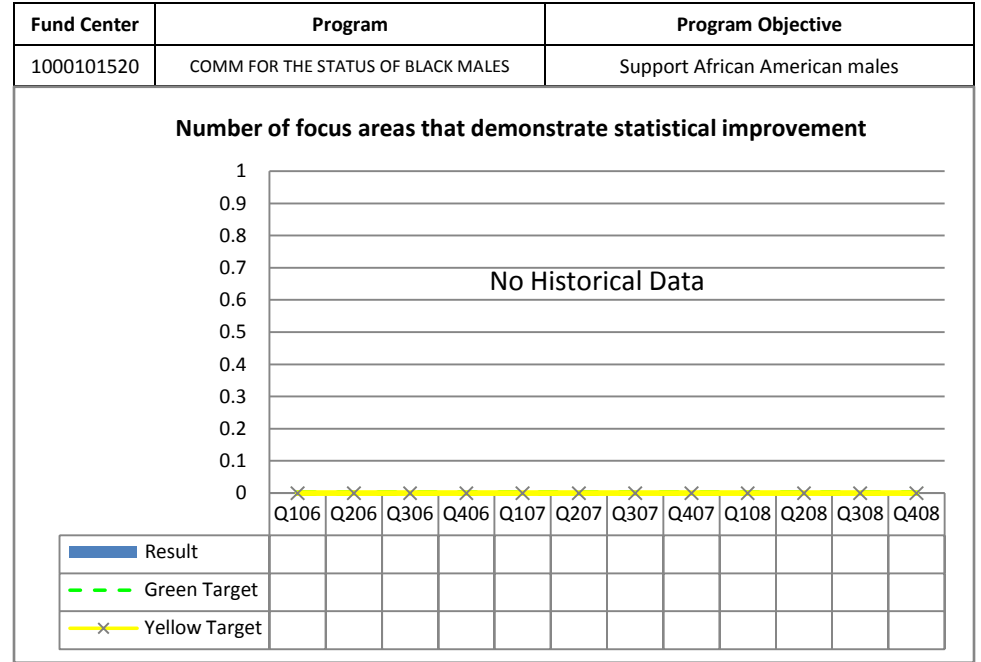 Fund Center Program Program Objective
1000101520 COMM FOR THE STATUS OF BLACK MALES Support African American males
Number of focus areas that demonstrate statistical improvement
1
0.9
0.8
0.7
No Historical Data
0.6
0.5
0.4
0.3
0.2
0.1
0
Q106 Q206 Q306 Q406 Q107 Q207 Q307 Q407 Q108 Q208 Q308 Q408
Result
Green Target
Yellow Target